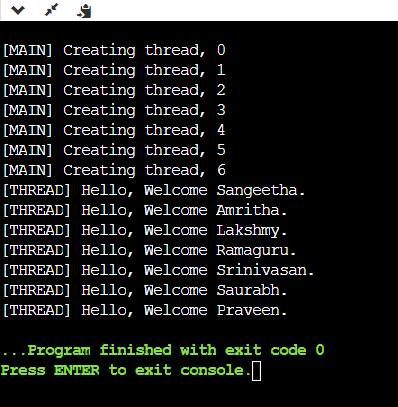 [MAIN] Creating thread, 0
[MAIN] Creating thread, 1
[MAIN] Creating thread, 2
[MAIN] Creating thread, 3
[MAIN] Creating thread, 4
[MAIN] Creating thread, 5
[MAIN] Creating thread, 6
[THREAD] Hello, Welcome Sangeetha.
[THREAD] Hello, Welcome Amritha.
[THREAD] Hello, Welcome Lakshmy.
[THREAD] Hello, Welcome Ramaguru.
[THREAD] Hello, Welcome Srinivasan.
[THREAD] Hello, Welcome Saurabh.
[THREAD] Hello, Welcome Praveen.
...Program finished with exit code 0
Press ENTER to exit console.